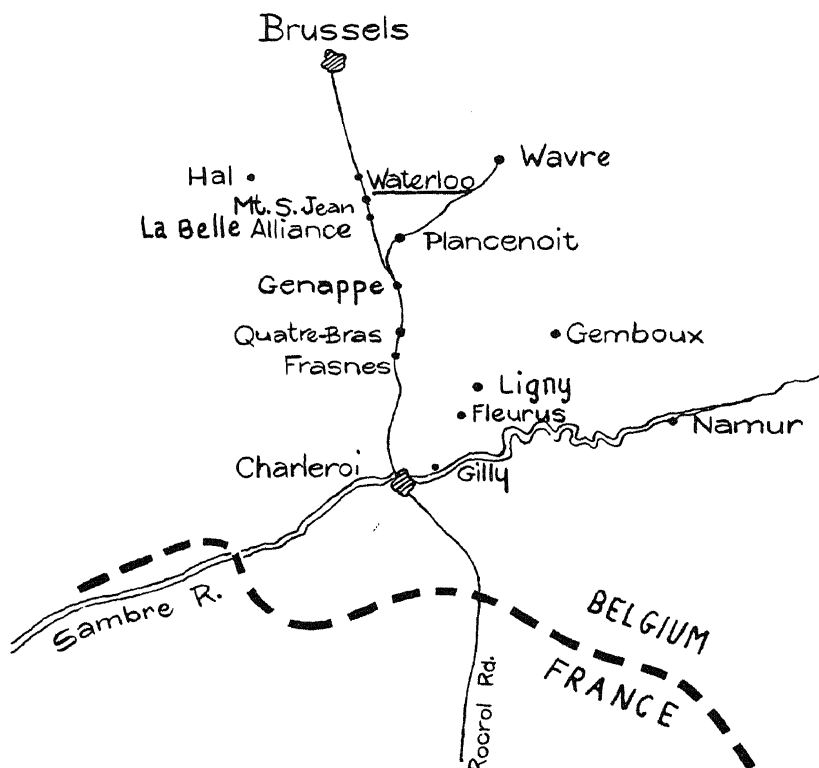 Brussels
Hal
Waterloo
Wavre
Mt. S. Jean
La Belle Alliance
Plancenoit
Genappe
Quatre-Bras
Gemboux
Frasnes
Ligny
Fleurus
Namur
Charleroi
Gilly
Sambre R.
BELGIUM
FRANCE
Rocrol Rd.